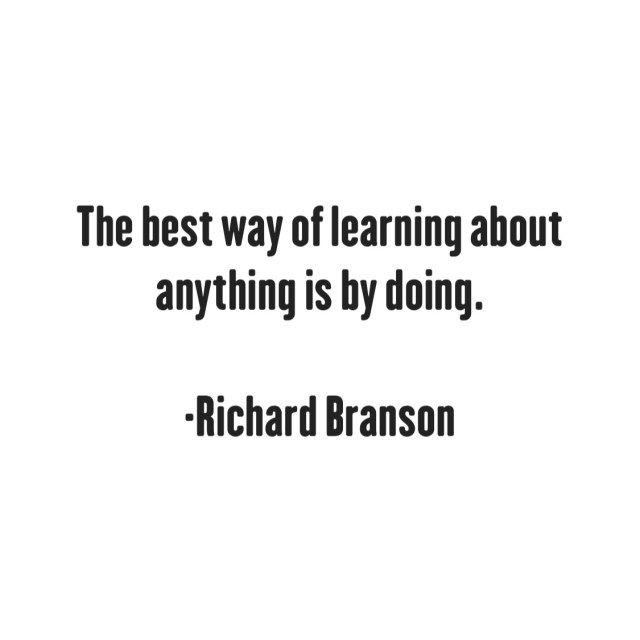 The best way of learning about
anything is by doing.
-Richard Branson